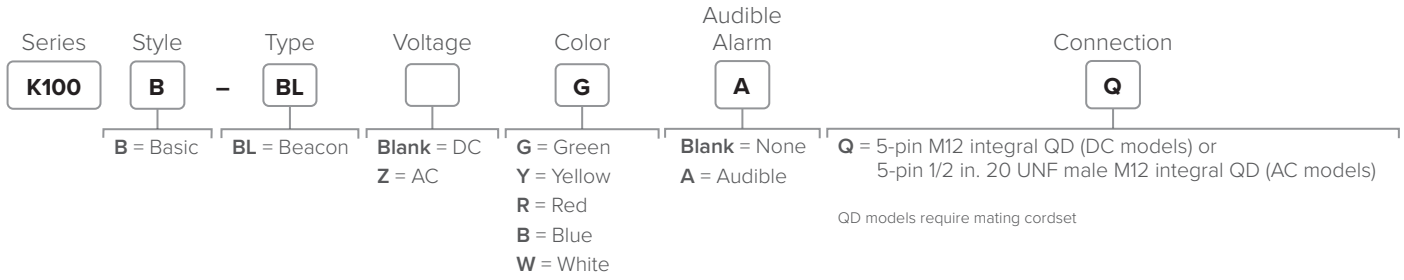 Series Style Type Voltage Color Audible Alarm Connection
K100 B – BL G A Q
B = Basic BL = Beacon Blank = DC G = Green Blank = None Q = 5-pin M12 integral QD (DC models) or
Z = AC Y = Yellow A = Audible 5-pin 1/2 in. 20 UNF male M12 integral QD (AC models)
R = Red
QD models require mating cordset
B = Blue
W = White